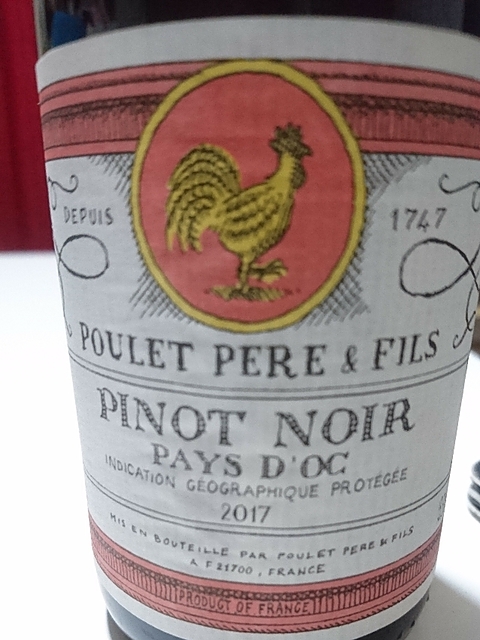 DEPUIS 1747
POULET PERE & FILS
PINOT NOIR
PAYS D'OC
INDICATION GÉOGRAPHIQUE PROTÉGÉE
2017
MIS EN BOUTEILLE PAR POULET PERE & FILS
A F 21700, FRANCE
PRODUCT OF FRANCE